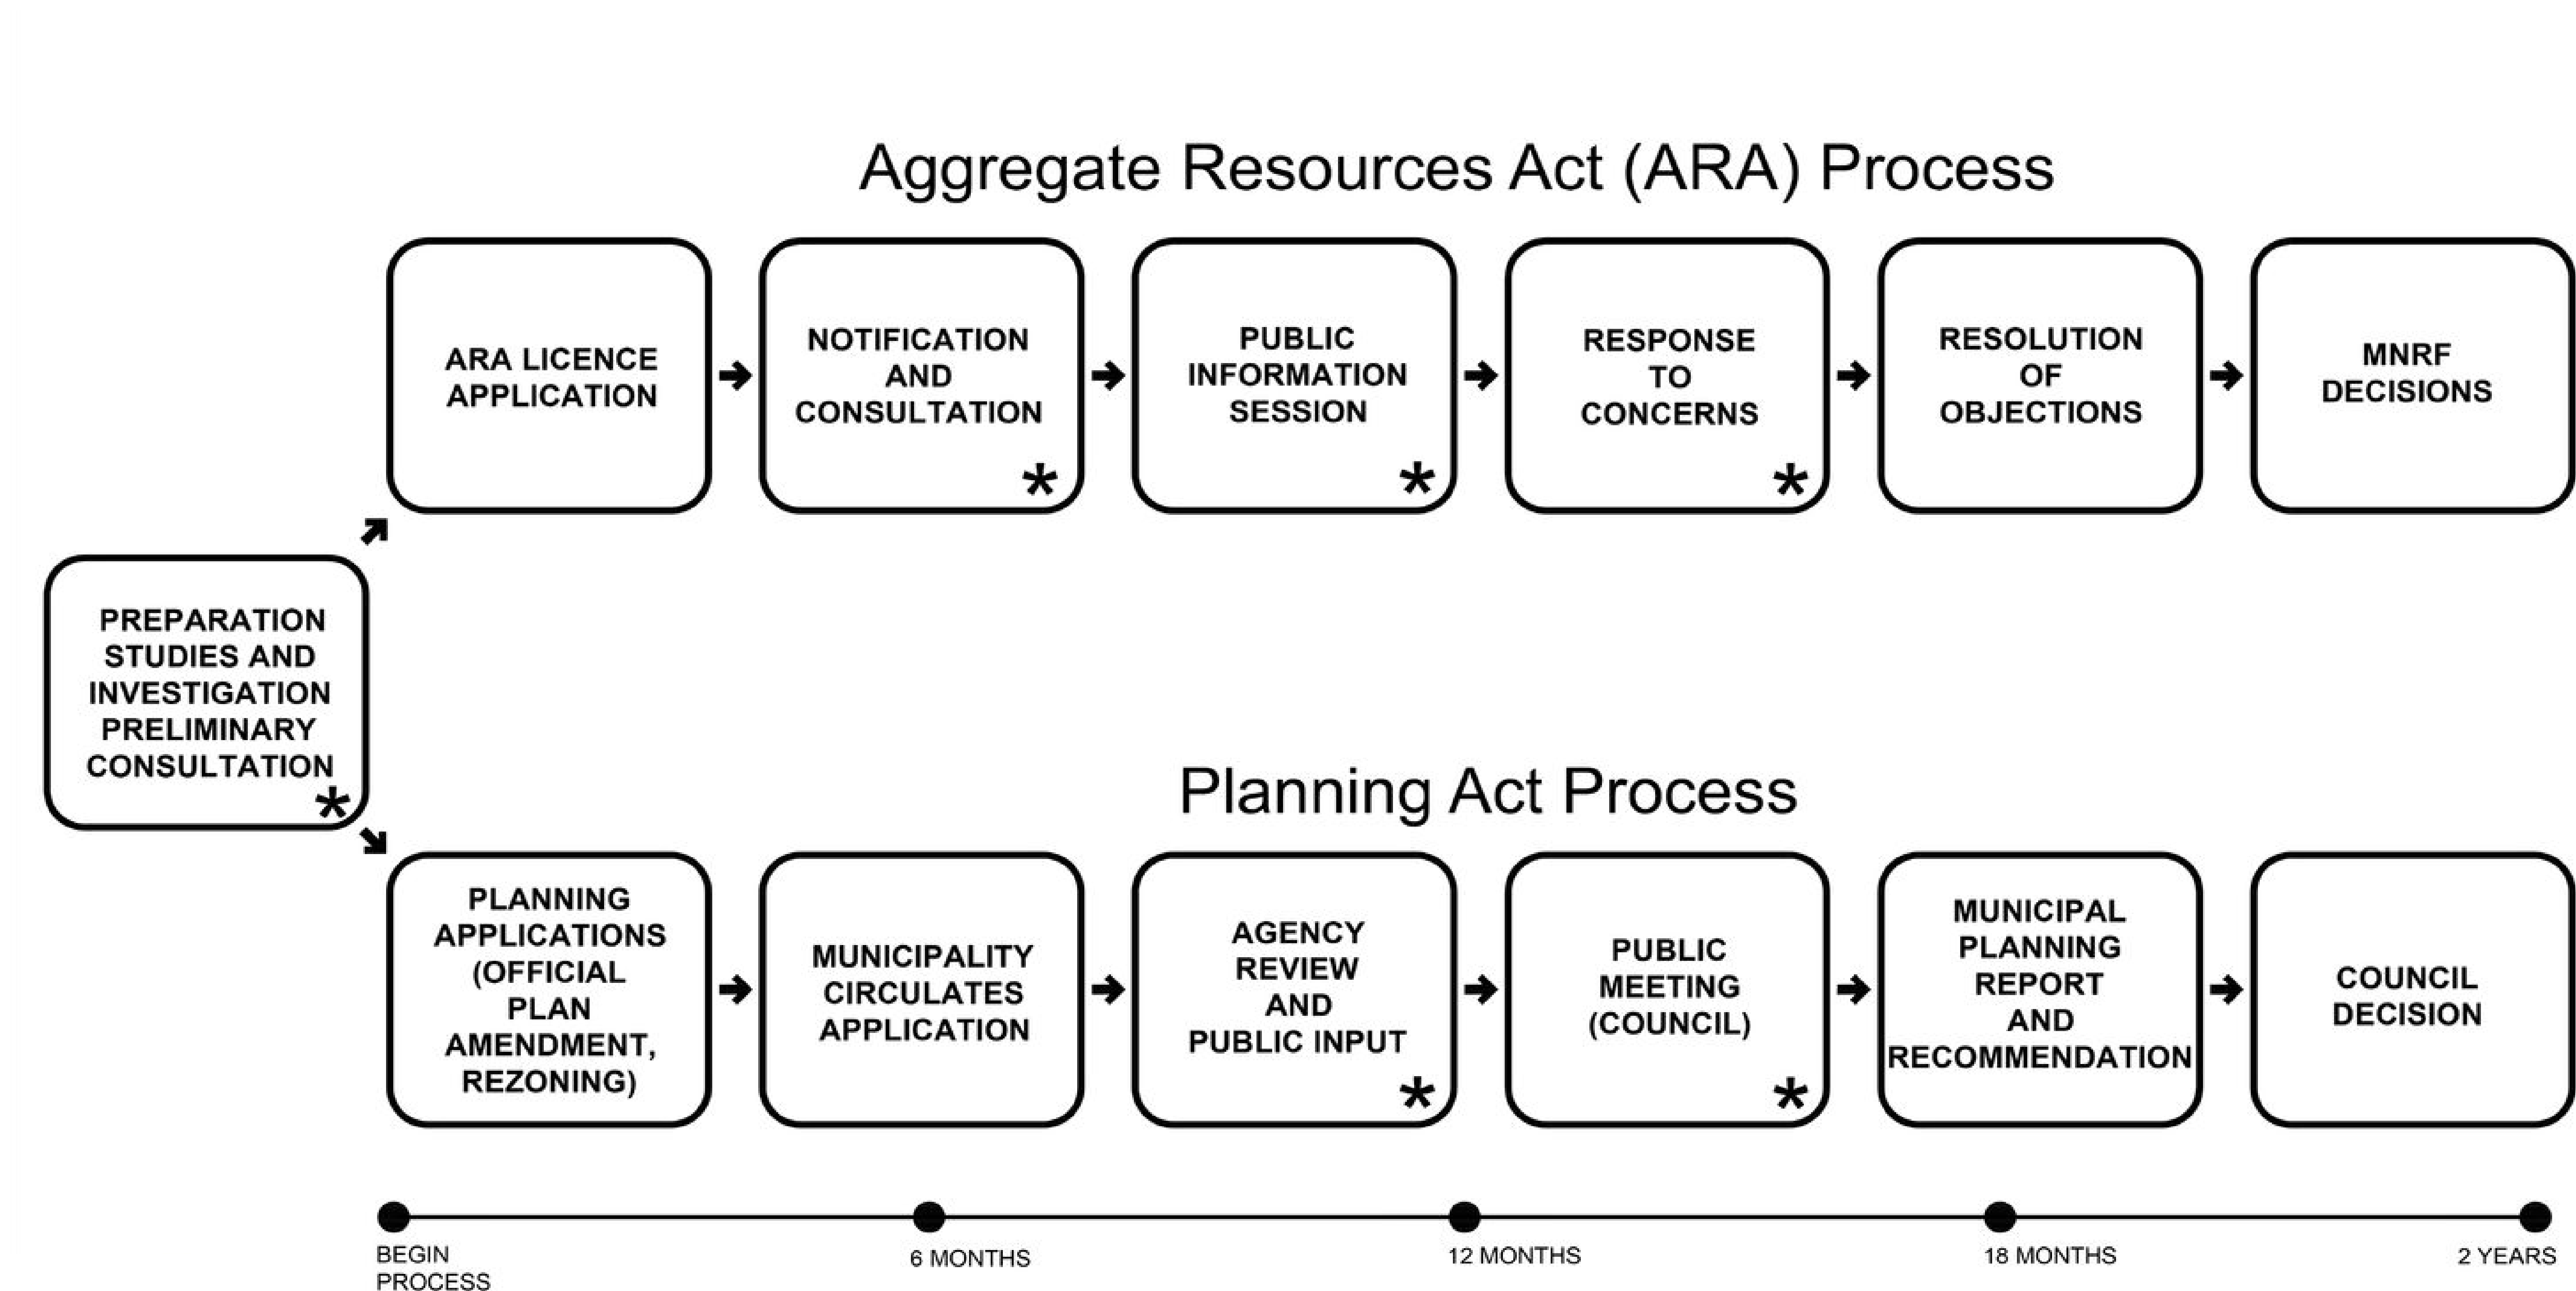 Aggregate Resources Act (ARA) Process
ARA LICENCE
APPLICATION
NOTIFICATION
AND
CONSULTATION
*
PUBLIC
INFORMATION
SESSION
*
RESPONSE
TO
CONCERNS
*
RESOLUTION
OF
OBJECTIONS
MNRF
DECISIONS
PREPARATION
STUDIES AND
INVESTIGATION
PRELIMINARY
CONSULTATION
*
Planning Act Process
PLANNING
APPLICATIONS
(OFFICIAL
PLAN
AMENDMENT,
REZONING)
MUNICIPALITY
CIRCULATES
APPLICATION
AGENCY
REVIEW
AND
PUBLIC INPUT
*
PUBLIC
MEETING
(COUNCIL)
*
MUNICIPAL
PLANNING
REPORT
AND
RECOMMENDATION
COUNCIL
DECISION
BEGIN
PROCESS
6 MONTHS
12 MONTHS
18 MONTHS
2 YEARS